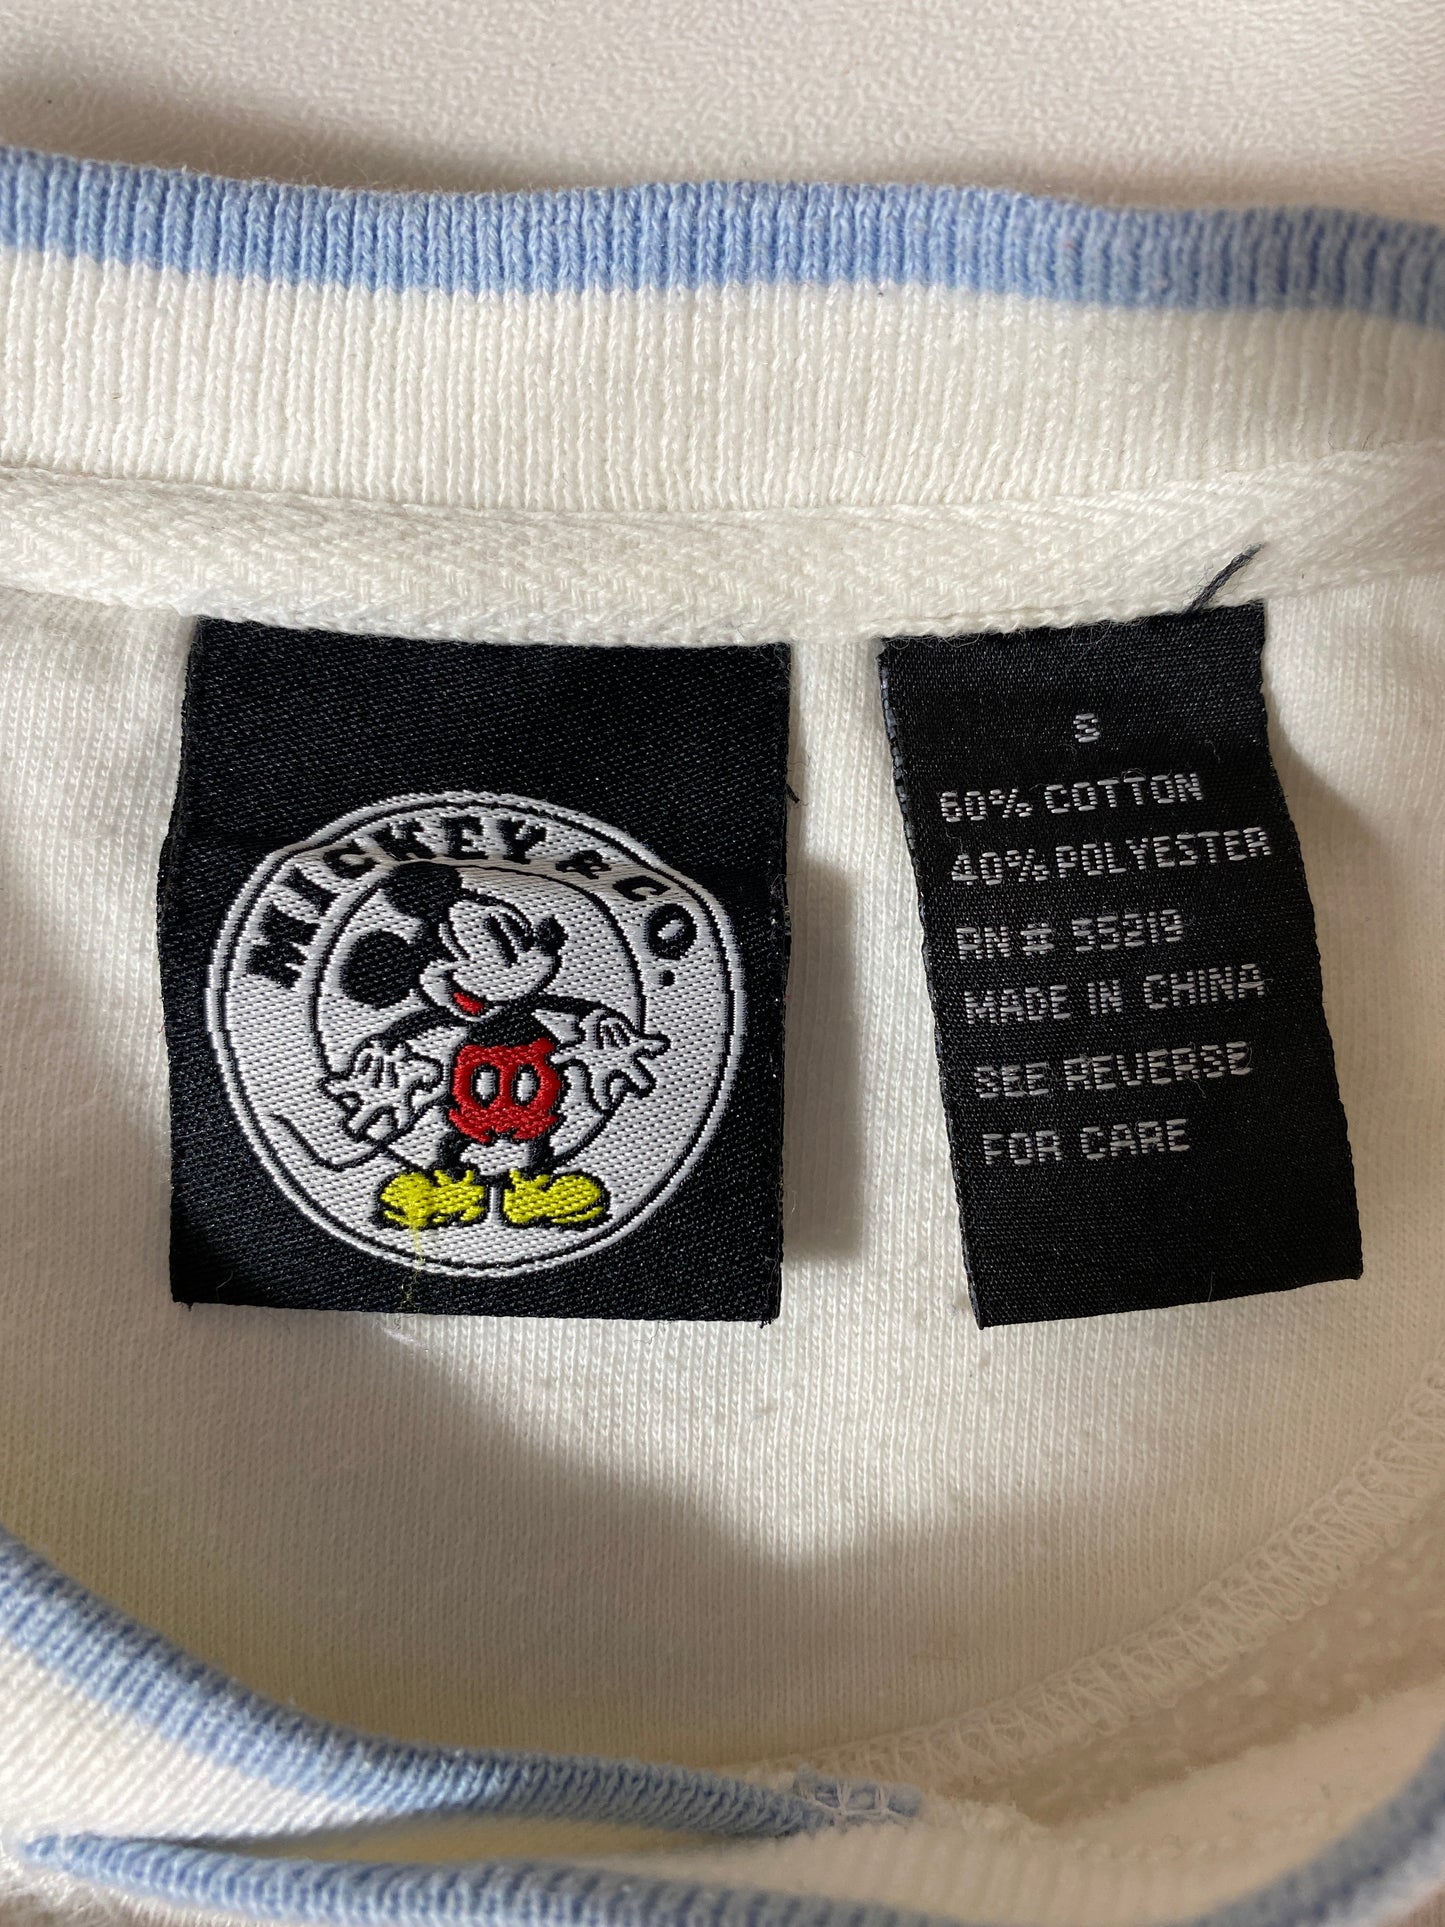 MICKEY & CO.
S
60% COTTON
40% POLYESTER
RN # 55219
MADE IN CHINA
SEE REVERSE
FOR CARE